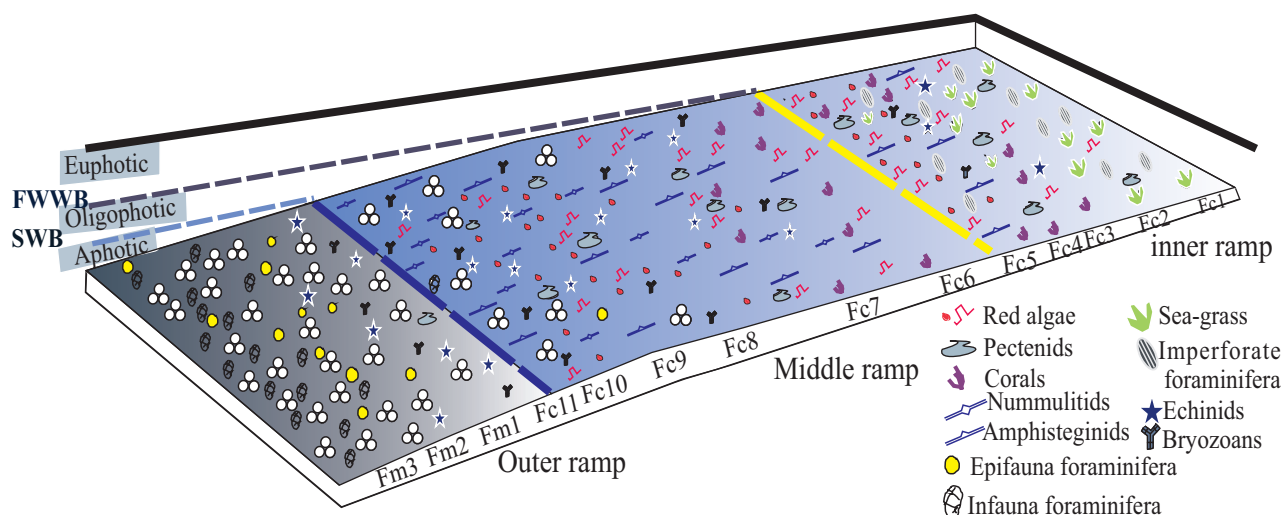 Euphotic
FWWB
Oligophotic
SWB
Aphotic
Fc1
Fc2
Fc3
Fc4
Fc5
Fc6
Fc7
Fc8
Fc9
Fc10
Fc11
Fm1
Fm2
Fm3
inner ramp
Middle ramp
Outer ramp
Red algae
Pectenids
Corals
Nummulitids
Amphisteginids
Epifauna foraminifera
Infauna foraminifera
Sea-grass
Imperforate
foraminifera
Echinids
Bryozoans